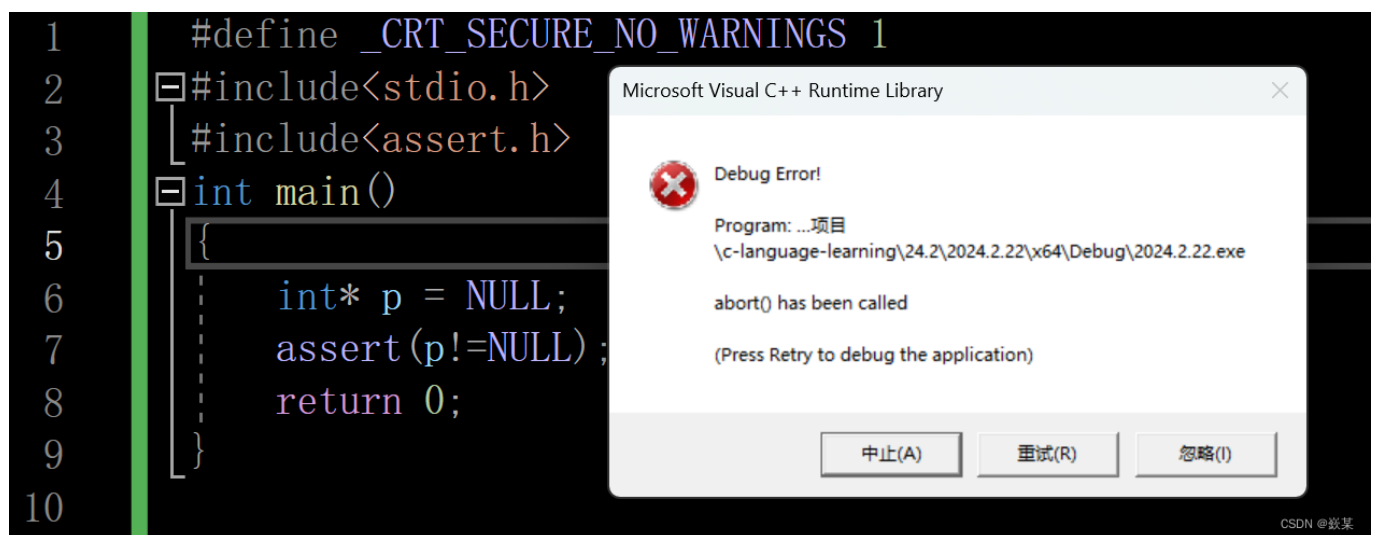 1 #define _CRT_SECURE_NO_WARNINGS 1
2 #include<stdio.h>
3 #include<assert.h>
4 int main()
5 {
6 int* p = NULL;
7 assert(p!=NULL);
8 return 0;
9 }
10
Microsoft Visual C++ Runtime Library
Debug Error!
Program: ...项目
\c-language-learning\24.2\2024.2.22\x64\Debug\2024.2.22.exe
abort() has been called
(Press Retry to debug the application)
中止(A) 重试(R) 忽略(I)
CSDN @嵚某